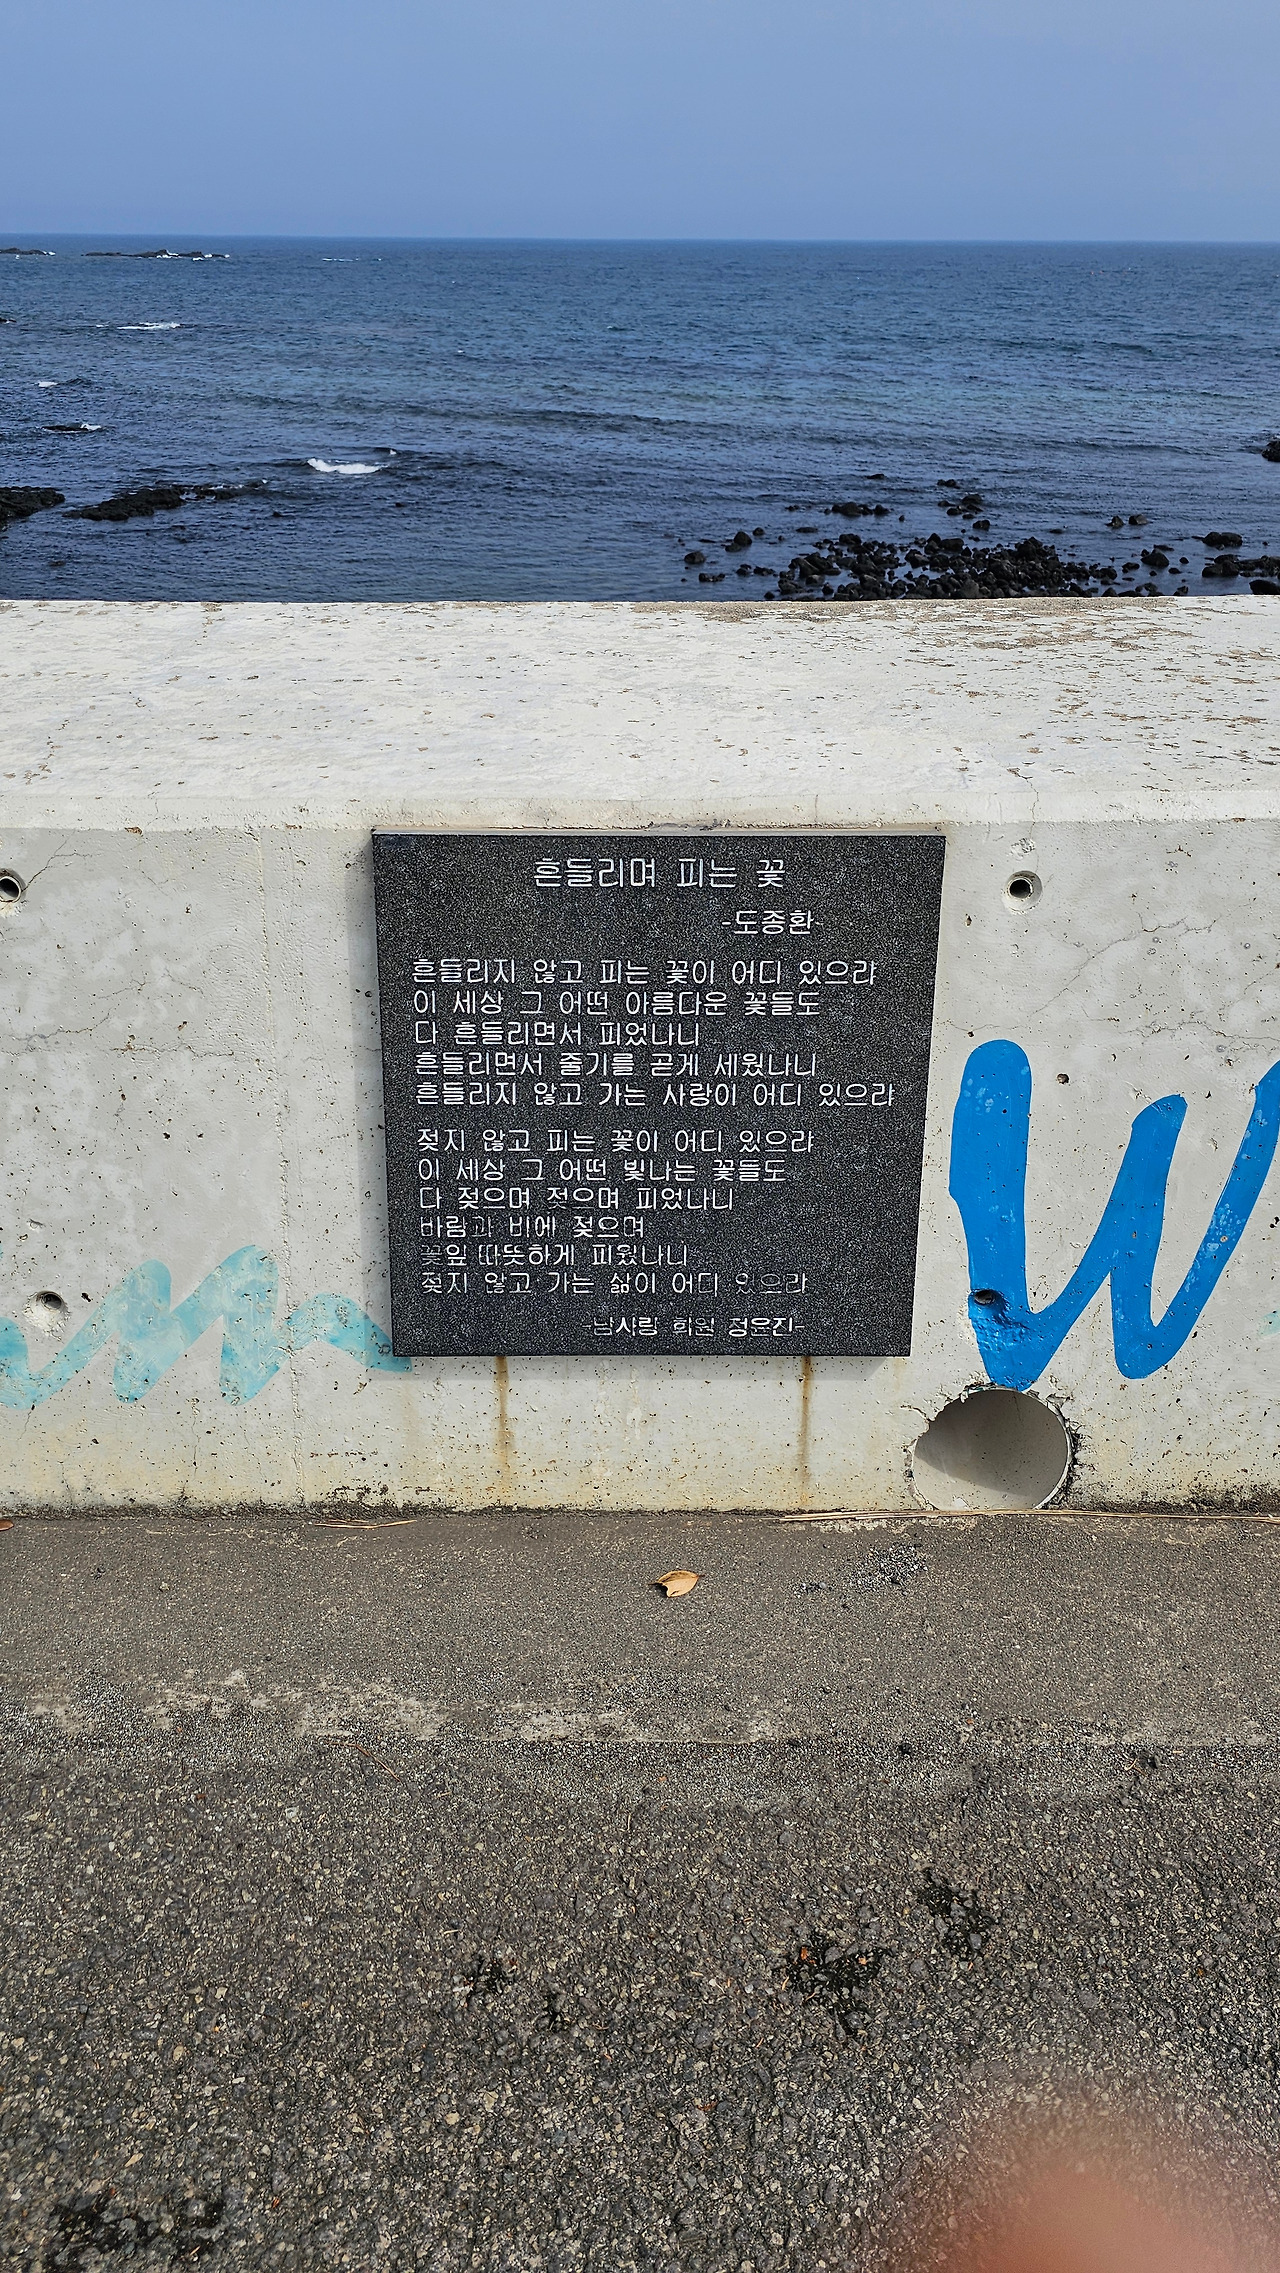 흔들리며 피는 꽃
-도종환-
흔들리지 않고 피는 꽃이 어디 있으랴
이 세상 그 어떤 아름다운 꽃들도
다 흔들리면서 피었나니
흔들리면서 줄기를 곧게 세웠나니
흔들리지 않고 가는 사랑이 어디 있으랴
젖지 않고 피는 꽃이 어디 있으랴
이 세상 그 어떤 빛나는 꽃들도
다 젖으며 젖으며 피었나니
바람과 비에 젖으며
꽃잎 따뜻하게 피웠나니
젖지 않고 가는 삶이 어디 있으랴
회원 정윤진-